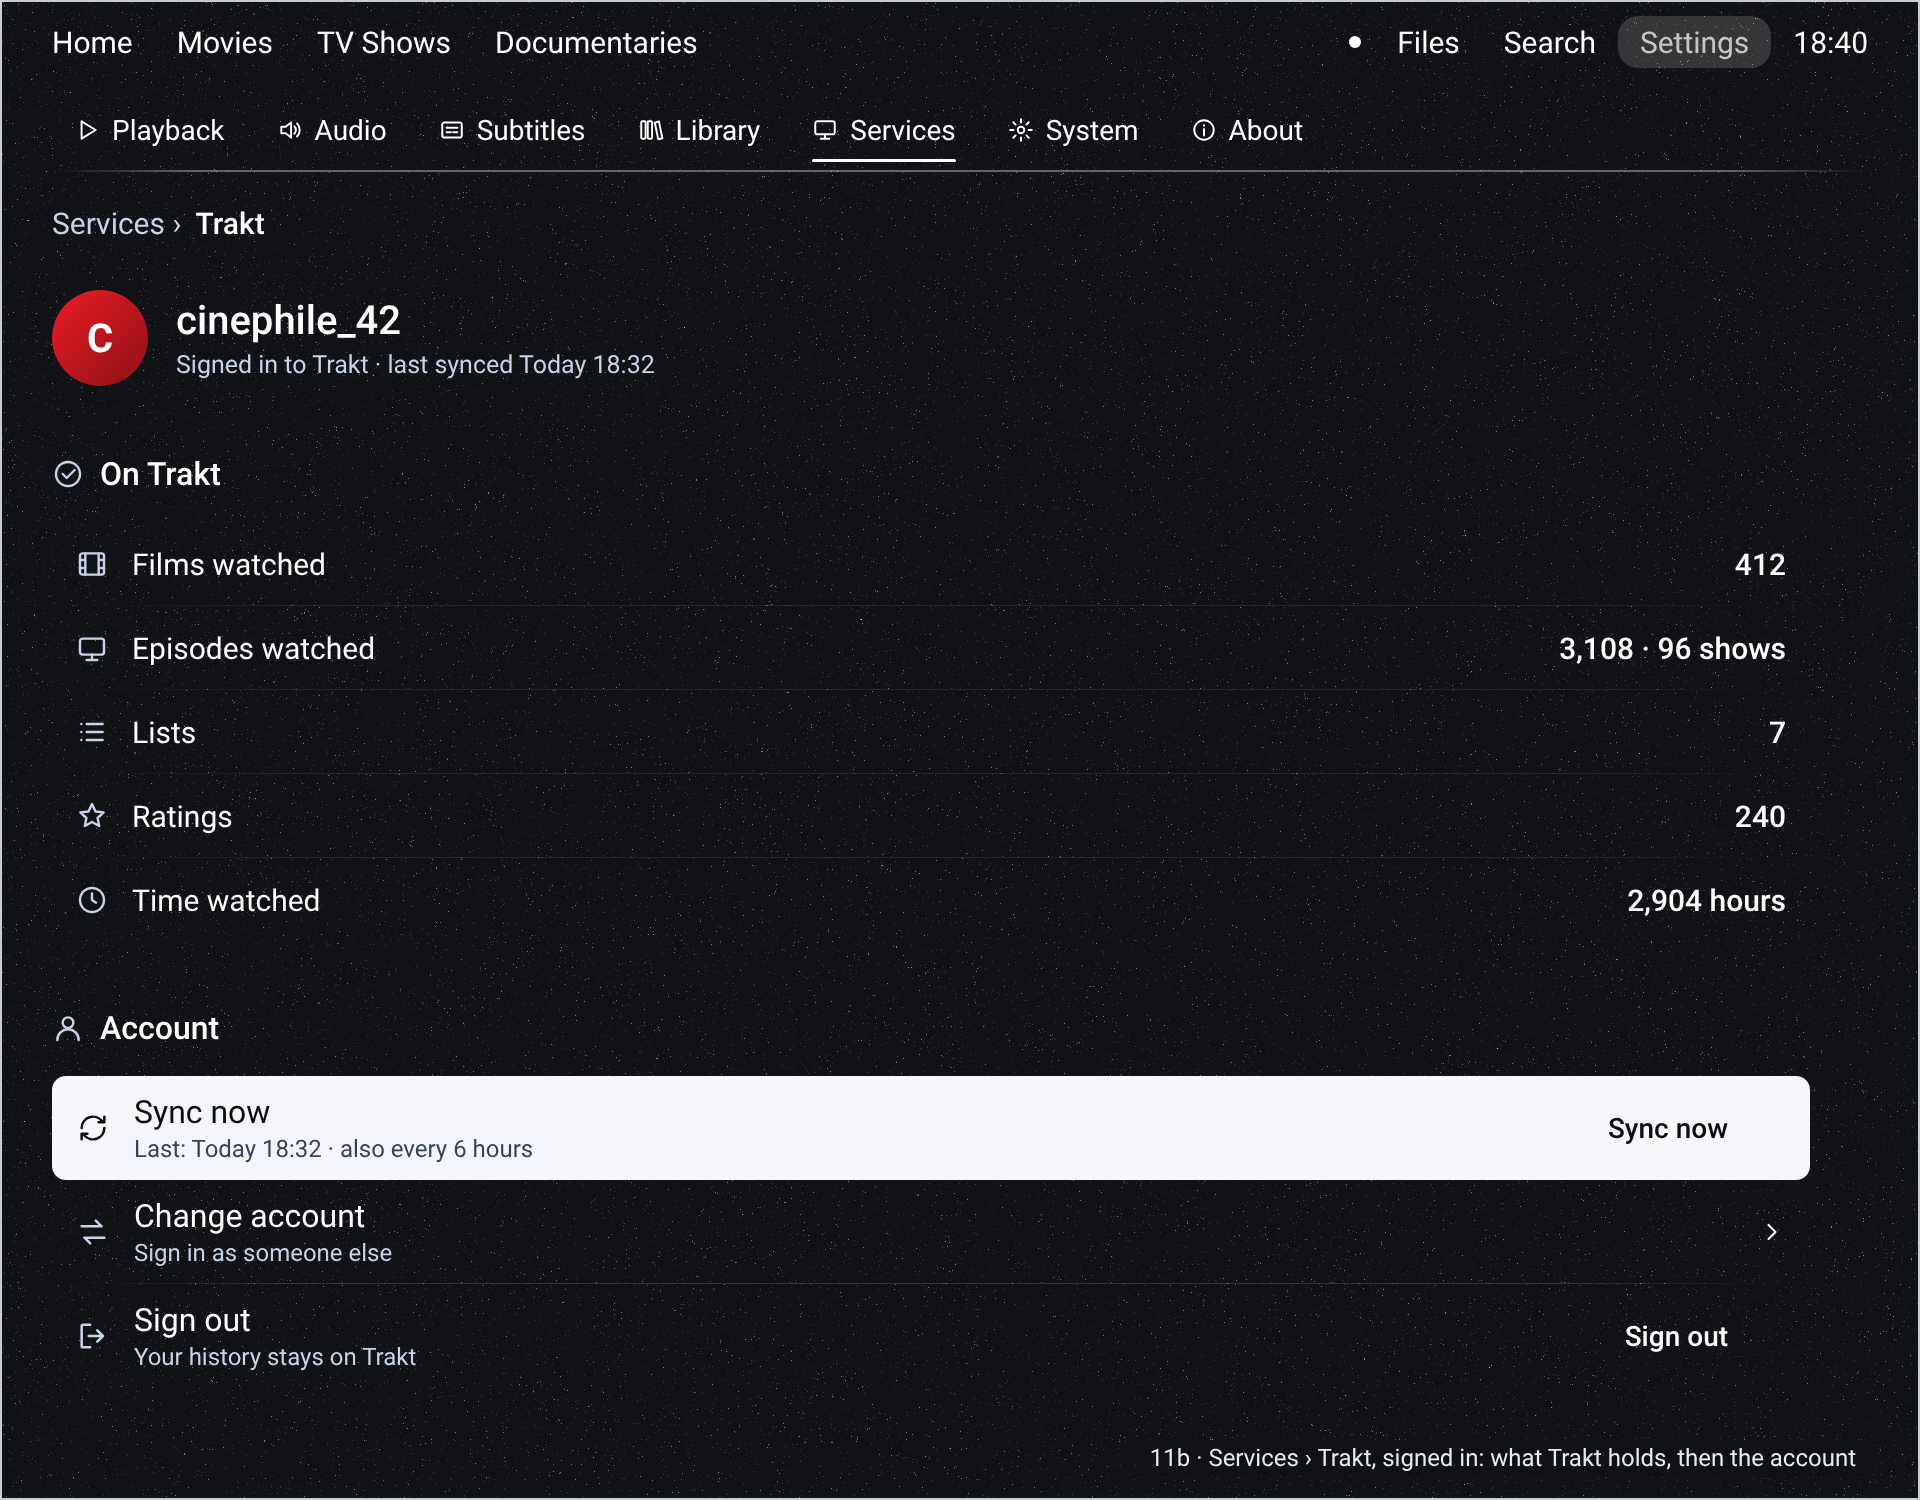 Home Movies TV Shows Documentaries Files Search Settings 18:40
Playback Audio Subtitles Library Services System About
Services › Trakt
C
cinephile_42
Signed in to Trakt · last synced Today 18:32
On Trakt
Films watched 412
Episodes watched 3,108 · 96 shows
Lists 7
Ratings 240
Time watched 2,904 hours
Account
Sync now
Last: Today 18:32 · also every 6 hours
Sync now
Change account
Sign in as someone else
Sign out
Your history stays on Trakt
Sign out
11b · Services › Trakt, signed in: what Trakt holds, then the account